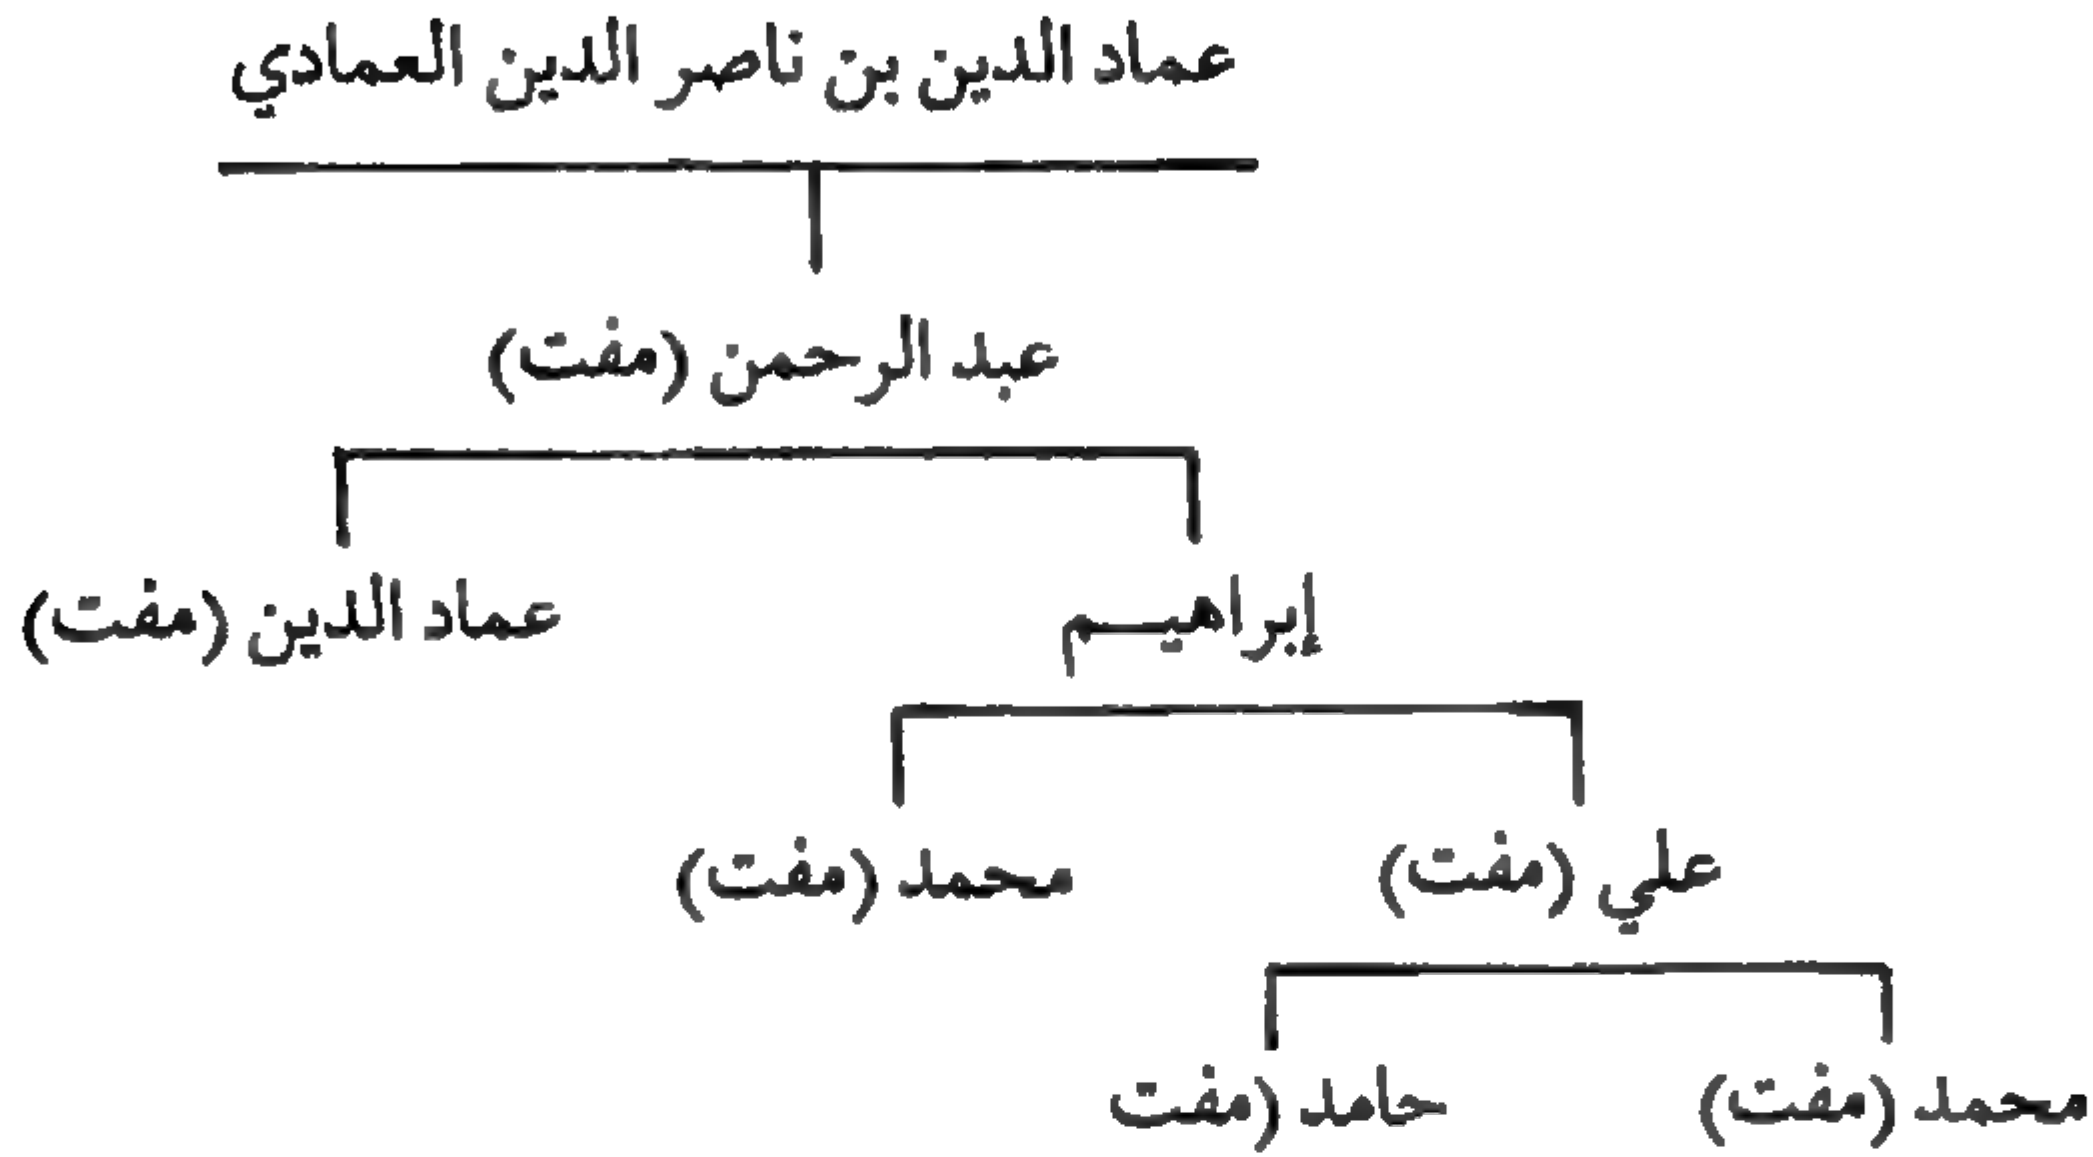 عماد الدين بن ناصر الدين العمادي
عبد الرحمن (مفت)
إبراهيــم عماد الدين (مفت)
علي (مفت) محمد (مفت)
محمد (مفت) حامد (مفت